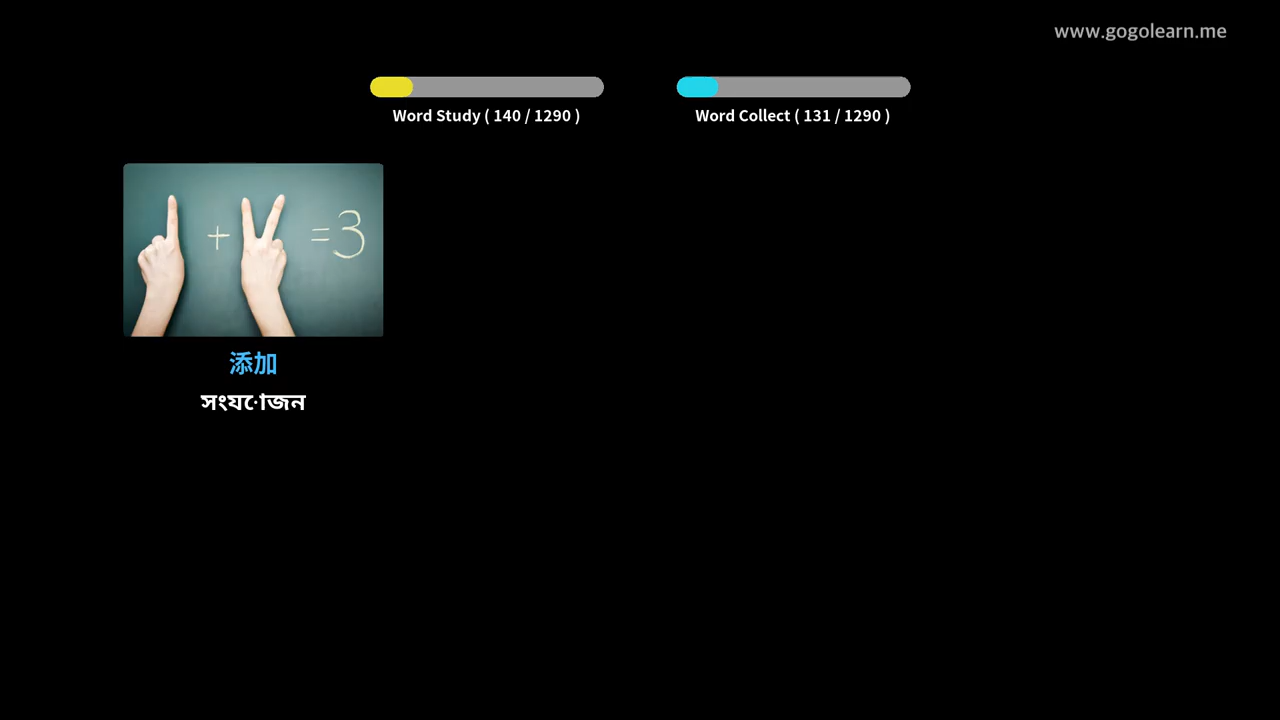 www.gogolearn.me
Word Study ( 140 / 1290 )
Word Collect ( 131 / 1290 )
+ =3
添加
সংযোজন